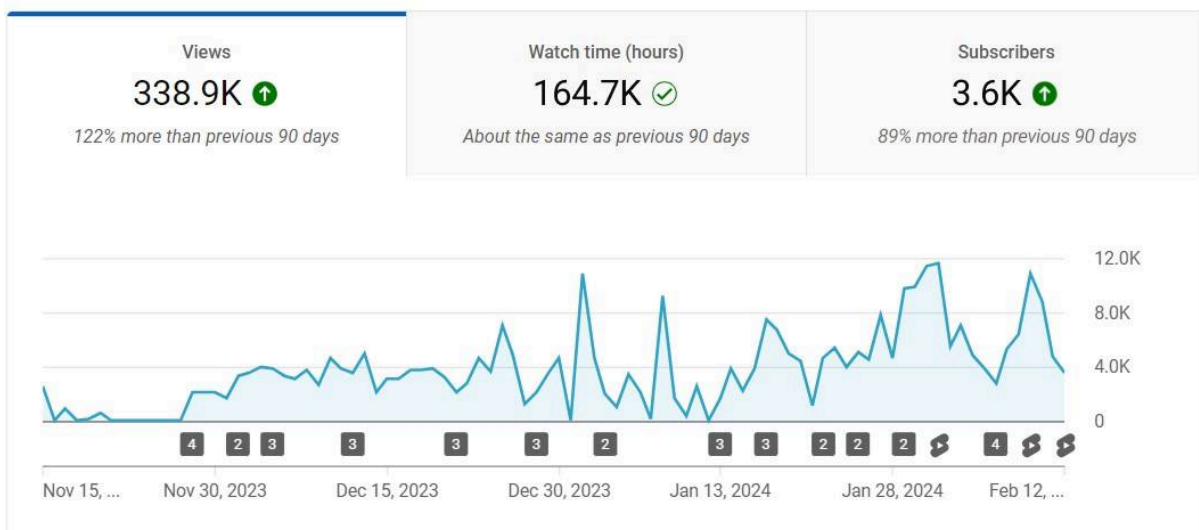 Views Watch time (hours) Subscribers
338.9K 164.7K 3.6K
122% more than previous 90 days About the same as previous 90 days 89% more than previous 90 days
12.0K
8.0K
4.0K
0
4 2 3 3 3 3 2 3 3 2 2 2 4
Nov 15, ... Nov 30, 2023 Dec 15, 2023 Dec 30, 2023 Jan 13, 2024 Jan 28, 2024 Feb 12, ...